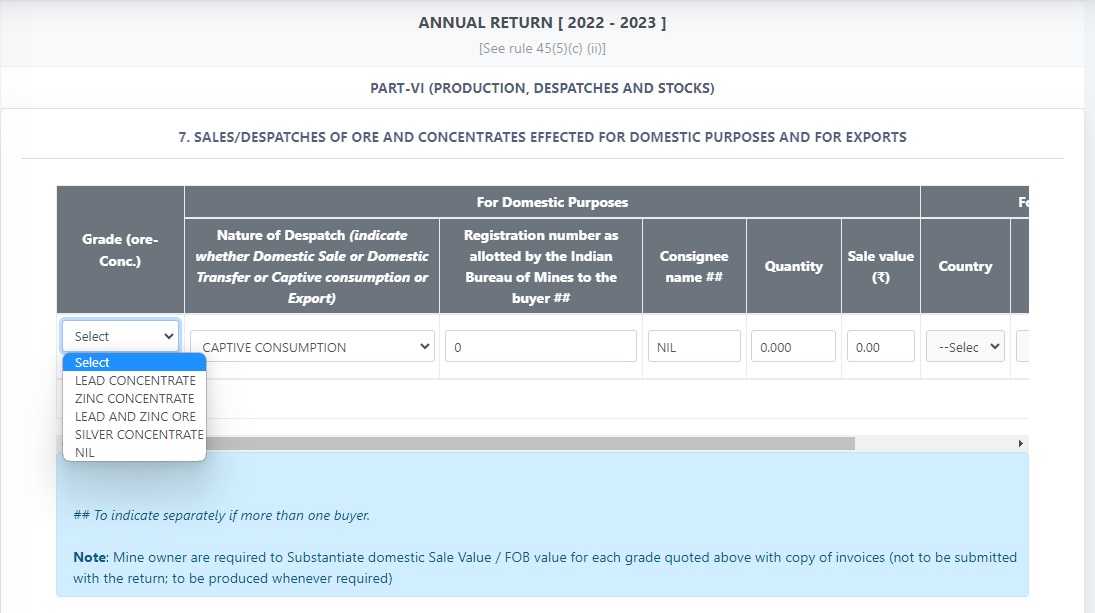 ANNUAL RETURN [ 2022 - 2023 ]
[See rule 45(5)(c) (ii)]
PART-VI (PRODUCTION, DESPATCHES AND STOCKS)
7. SALES/DESPATCHES OF ORE AND CONCENTRATES EFFECTED FOR DOMESTIC PURPOSES AND FOR EXPORTS
For Domestic Purposes
Grade (ore-
Conc.)
Nature of Despatch (indicate
whether Domestic Sale or Domestic
Transfer or Captive consumption or
Export)
Registration number as
allotted by the Indian
Bureau of Mines to the
buyer ##
Consignee
name ##
Quantity
Sale value
(₹)
Country
Select
CAPTIVE CONSUMPTION
0
NIL
0.000
0.00
--Selec
Select
LEAD CONCENTRATE
ZINC CONCENTRATE
LEAD AND ZINC ORE
SILVER CONCENTRATE
NIL
## To indicate separately if more than one buyer.
Note: Mine owner are required to Substantiate domestic Sale Value / FOB value for each grade quoted above with copy of invoices (not to be submitted
with the return; to be produced whenever required)